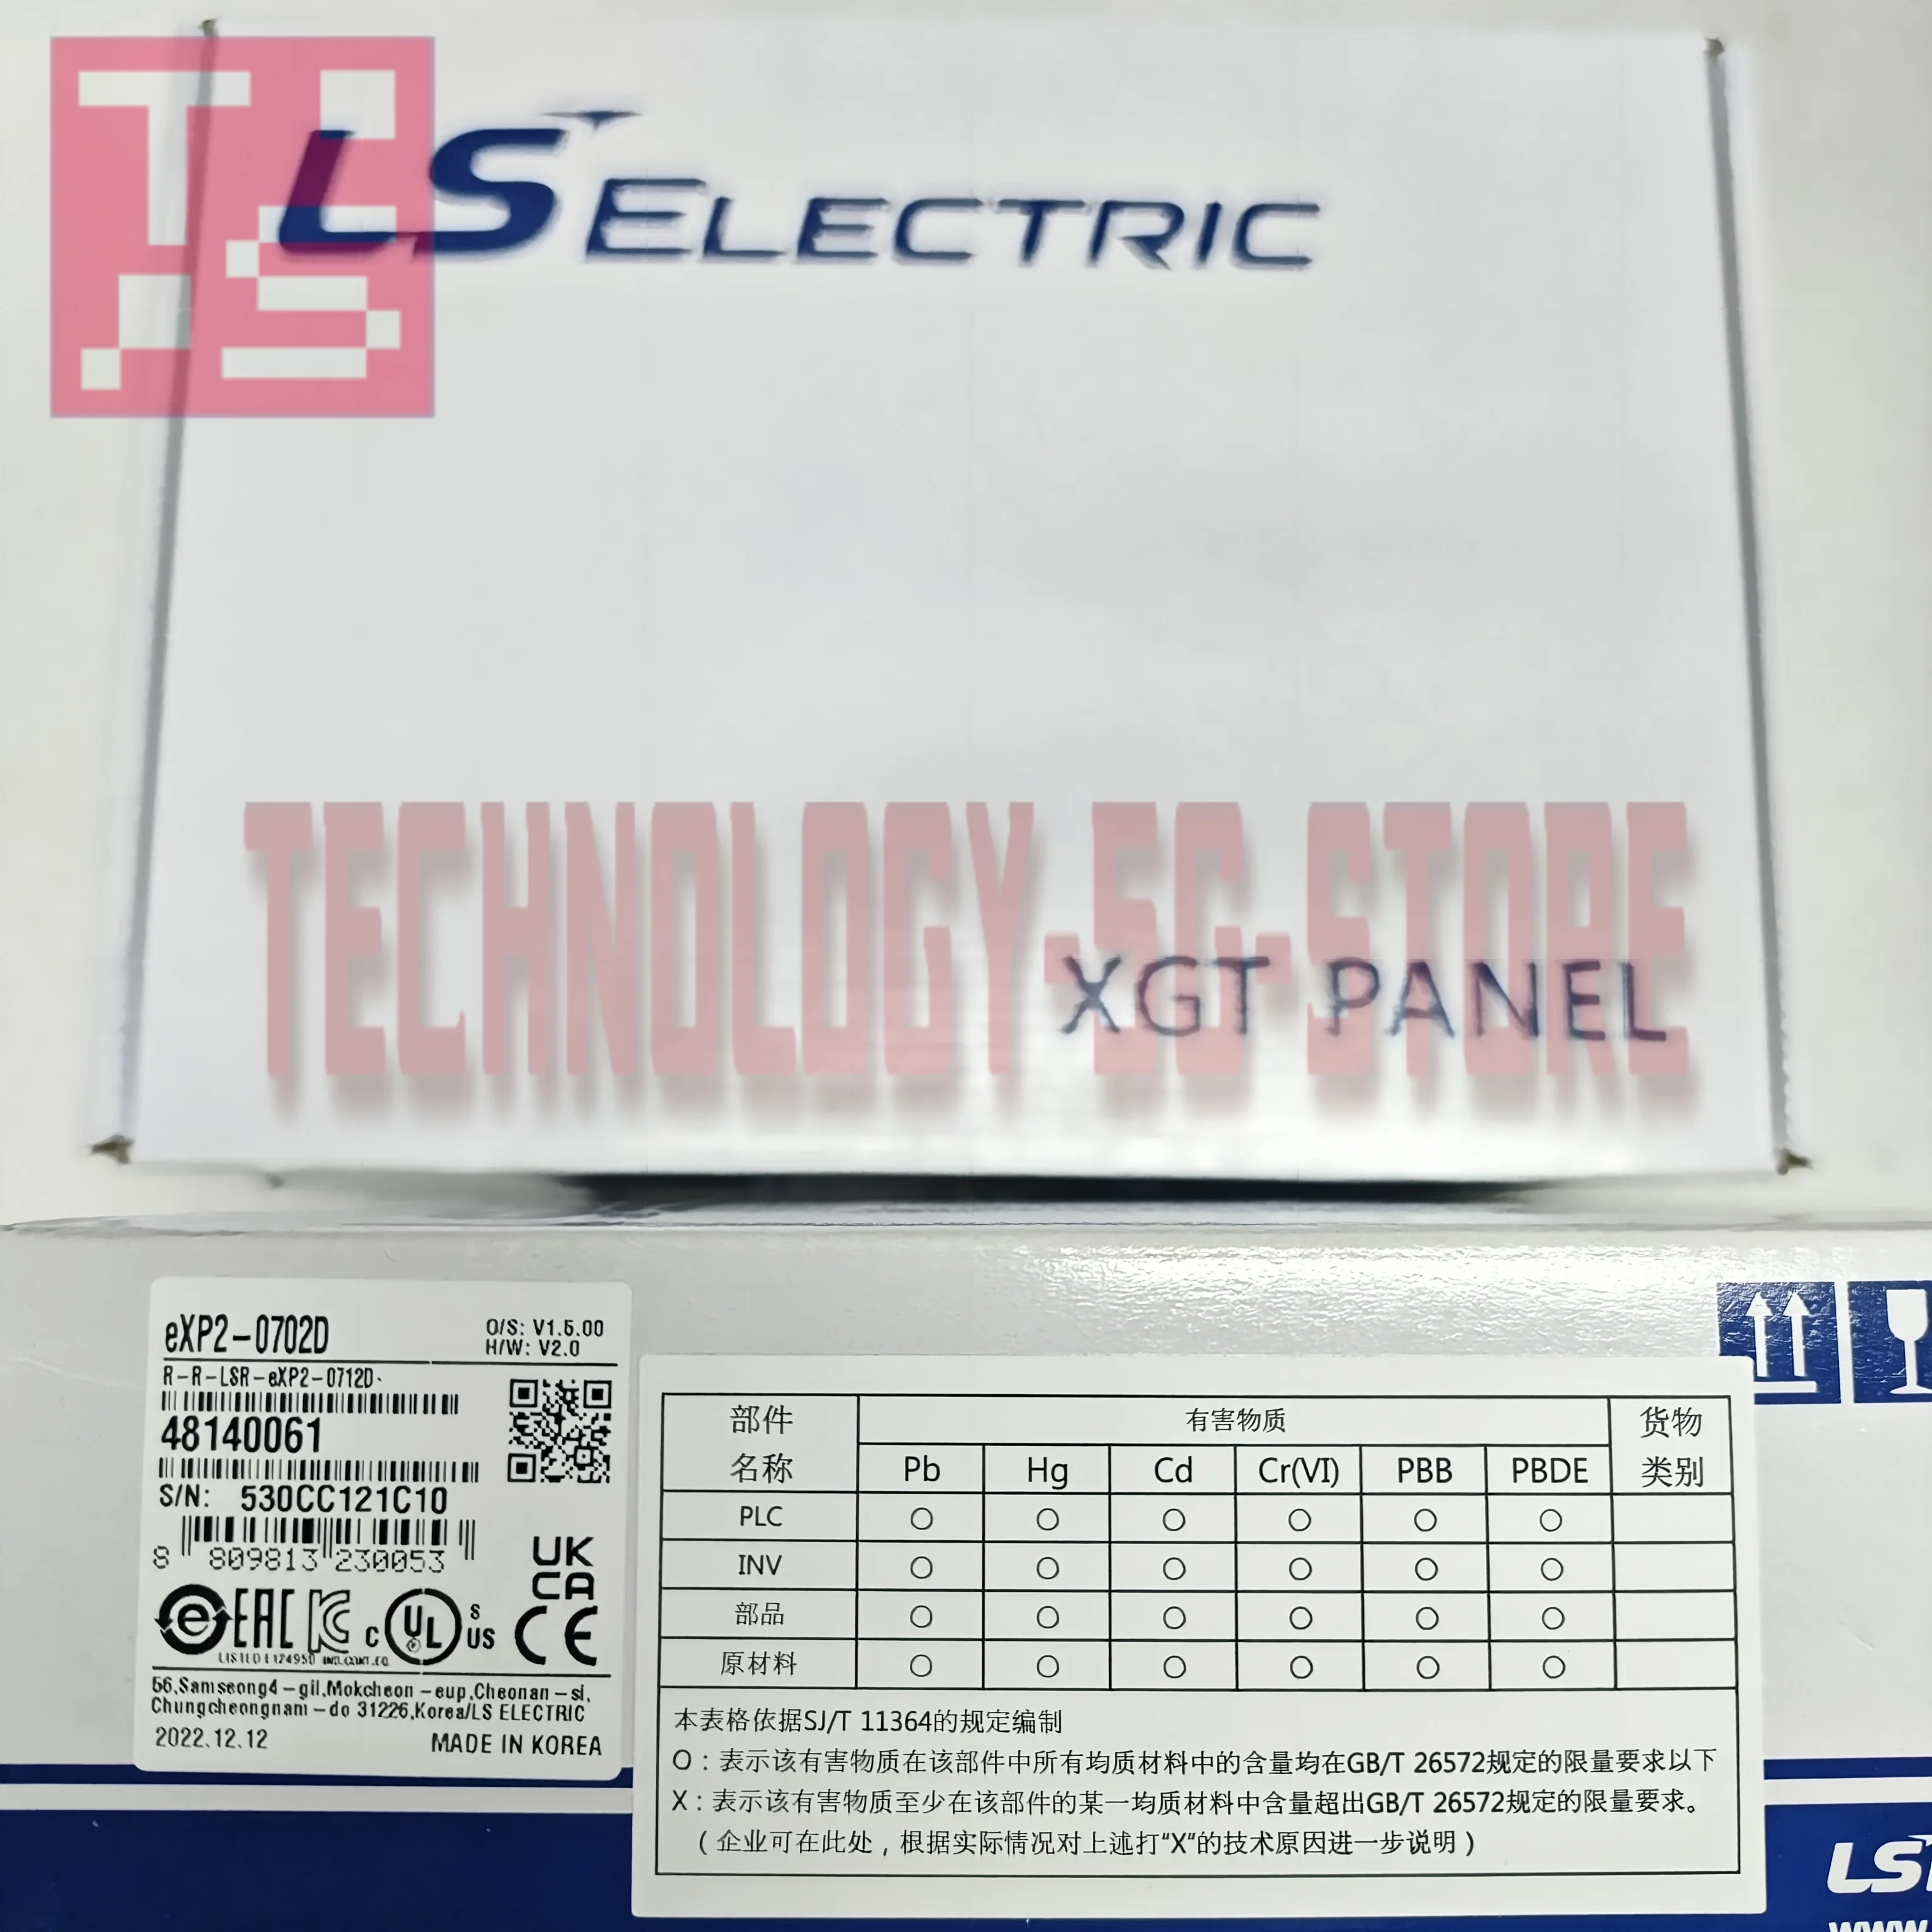 LS ELECTRIC
TECHNOLOGY-5G-STORE
XGT PANEL
eXP2-0702D
O/S: V1.5.00
H/W: V2.0
R-R-LSR-eXP2-0712D
48140061
S/N: 530CC121C10
8 809813 230053
UK
CA
EAC
c UL US
LISTED E124950 IND.CONT.EQ.
CE
56,Samseong4-gil,Mokcheon-eup,Cheonan-si,
Chungcheongnam-do 31226,Korea/LS ELECTRIC
2022.12.12
MADE IN KOREA
部件 名称 有害物质 货物 类别
Pb Hg Cd Cr(VI) PBB PBDE
PLC ○ ○ ○ ○ ○ ○
INV ○ ○ ○ ○ ○ ○
部品 ○ ○ ○ ○ ○ ○
原材料 ○ ○ ○ ○ ○ ○
本表格依据SJ/T 11364的规定编制
O：表示该有害物质在该部件中所有均质材料中的含量均在GB/T 26572规定的限量要求以下
X：表示该有害物质至少在该部件的某一均质材料中含量超出GB/T 26572规定的限量要求。
（企业可在此处，根据实际情况对上述打“X”的技术原因进一步说明）
LS
www.